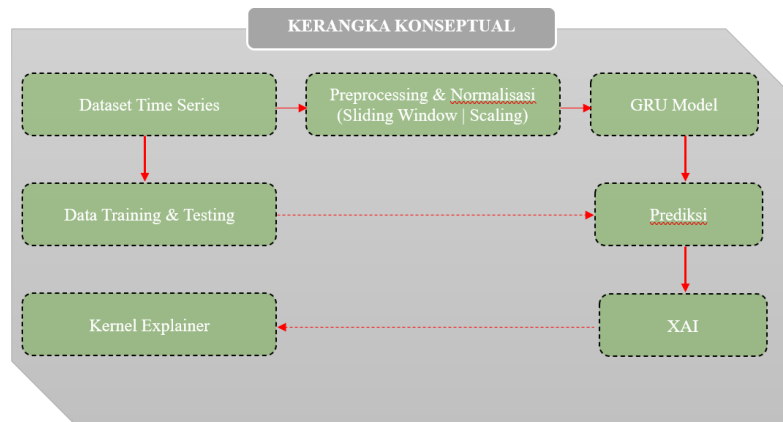 KERANGKA KONSEPTUAL
Dataset Time Series
Preprocessing & Normalisasi
(Sliding Window | Scaling)
GRU Model
Data Training & Testing
Prediksi
Kernel Explainer
XAI